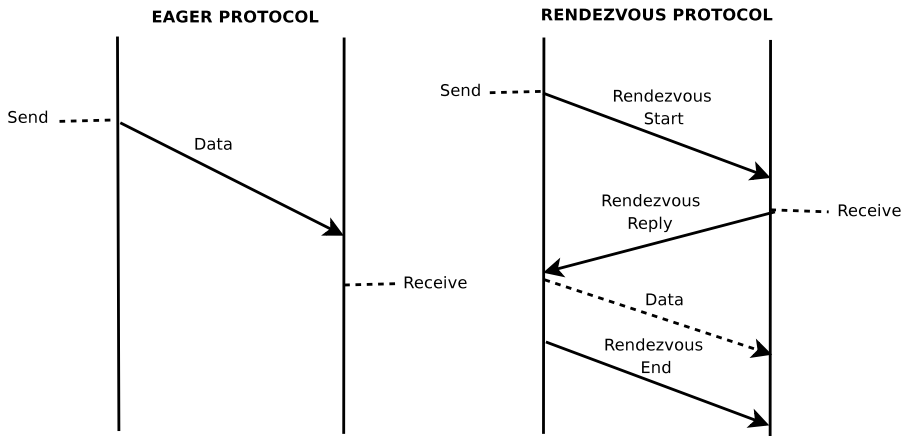 EAGER PROTOCOL
Send
Data
Receive
RENDEZVOUS PROTOCOL
Send
Rendezvous
Start
Rendezvous
Reply
Receive
Data
Rendezvous
End